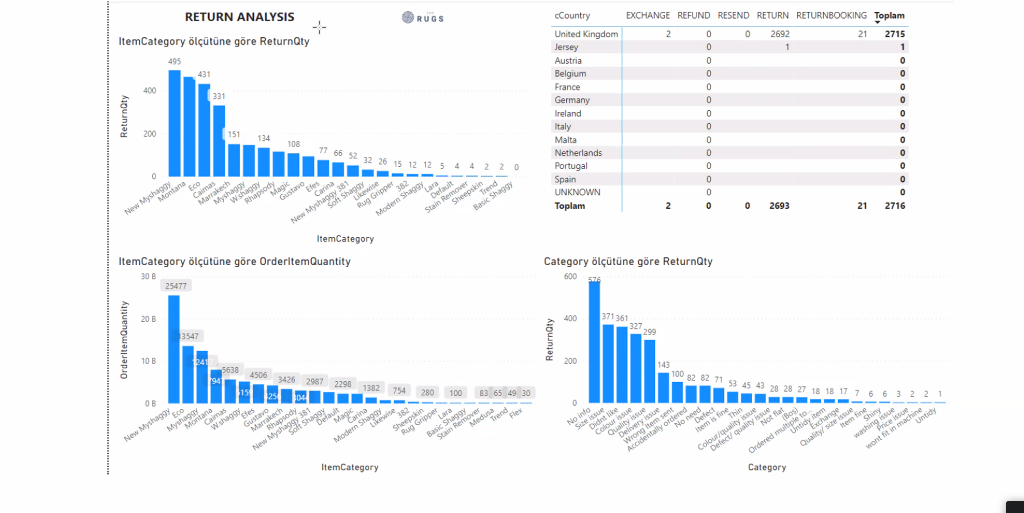 RETURN ANALYSIS
RUGS
ItemCategory ölçütüne göre ReturnQty
ReturnQty
400
200
0
495
431
331
151
134
108
77
66
52
32
26
15
12
12
5
4
4
2
2
0
New Myshaggy
Montana
Eco
Caimas
Marrakech
Myshaggy
W.shaggy
Rhapsody
Magic
Gustavo
Efes
Carina
New Myshaggy 381
Soft Shaggy
Likewise
Rug Gripper
382
Modern Shaggy
Lara
Default
Stain Remover
Sheepskin
Trend
Basic Shaggy
ItemCategory
cCountry EXCHANGE REFUND RESEND RETURN RETURNBOOKING Toplam
United Kingdom 2 0 0 2692 21 2715
Jersey 0 1 1
Austria 0 0
Belgium 0 0
France 0 0
Germany 0 0
Ireland 0 0
Italy 0 0
Malta 0 0
Netherlands 0 0
Portugal 0 0
Spain 0 0
UNKNOWN 0 0
Toplam 2 0 0 2693 21 2716
ItemCategory ölçütüne göre OrderItemQuantity
OrderItemQuantity
30 B
20 B
10 B
0 B
25477
13547
5638
4506
3426
2987
2298
1382
754
280
100
83
65
49
30
New Myshaggy
Eco
Myshaggy
Montana
Caimas
W.shaggy
Efes
Gustavo
Marrakech
Rhapsody
New Myshaggy 381
Soft Shaggy
Default
Magic
Carina
Modern Shaggy
Likewise
382
Sheepskin
Rug Gripper
Lara
Basic Shaggy
Stain Remover
Medusa
Trend
Flex
ItemCategory
Category ölçütüne göre ReturnQty
ReturnQty
600
400
200
0
576
371
361
327
299
143
100
82
82
71
53
45
43
28
28
27
18
18
17
7
6
6
3
2
2
1
No info
Size issue
Didnt like
Colour issue
Quality issue
Delivery issue
Wrong item sent
Accidentally ordered
No need
Defect
Item is fine
Thin
Colour/quality issue
Defect/ quality issue
Not flat
(Boş)
Ordered multiple to...
Untidy item
Exchange
Quality/ size issue
Item fine
Shiny
washing issue
Price issue
wont fit in machine
Untidy
Category